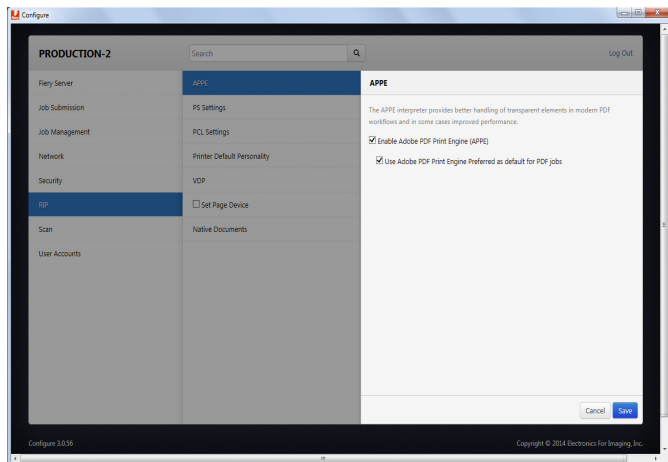 Configure
PRODUCTION-2
Search
Log Out
Fiery Server
Job Submission
Job Management
Network
Security
RIP
Scan
User Accounts
APPE
PS Settings
PCL Settings
Printer Default Personality
VDP
Set Page Device
Native Documents
APPE
The APPE interpreter provides better handling of transparent elements in modern PDF
workflows and in some cases improved performance.
Enable Adobe PDF Print Engine (APPE)
Use Adobe PDF Print Engine Preferred as default for PDF jobs
Cancel
Save
Configure 3.0.56
Copyright © 2014 Electronics For Imaging, Inc.